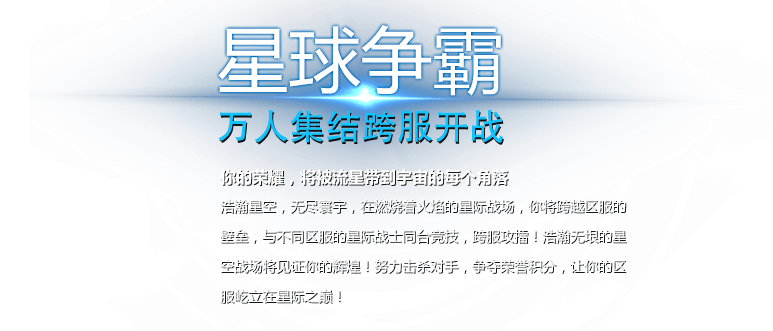 星球争霸
万人集结跨服开战
你的荣耀，将被流星带到宇宙的每个角落
浩瀚星空，无尽寰宇，在燃烧着火焰的星际战场，你将跨越区服的
壁垒，与不同区服的星际战士同台竞技，跨服攻擂！浩瀚无垠的星
空战场将见证你的辉煌！努力击杀对手，争夺荣誉积分，让你的区
服屹立在星际之巅！